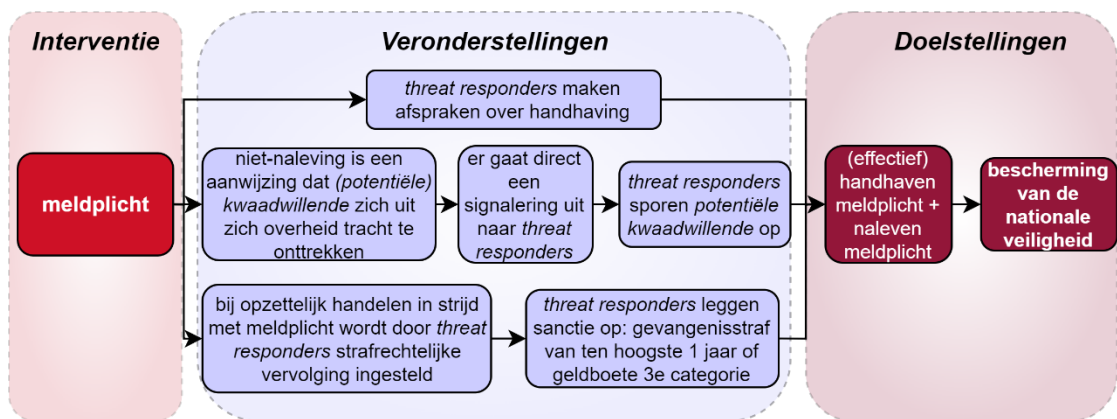 Interventie
Veronderstellingen
Doelstellingen
threat responders maken
afspraken over handhaving
meldplicht
niet-naleving is een
aanwijzing dat (potentiële)
kwaadwillende zich uit
zich overheid tracht te
onttrekken
er gaat direct
een
signalering uit
naar threat
responders
threat responders
sporen potentiële
kwaadwillende op
(effectief)
handhaven
meldplicht +
naleven
meldplicht
bescherming
van de
nationale
veiligheid
bij opzettelijk handelen in strijd
met meldplicht wordt door threat
responders strafrechtelijke
vervolging ingesteld
threat responders leggen
sanctie op: gevangenisstraf
van ten hoogste 1 jaar of
geldboete 3e categorie